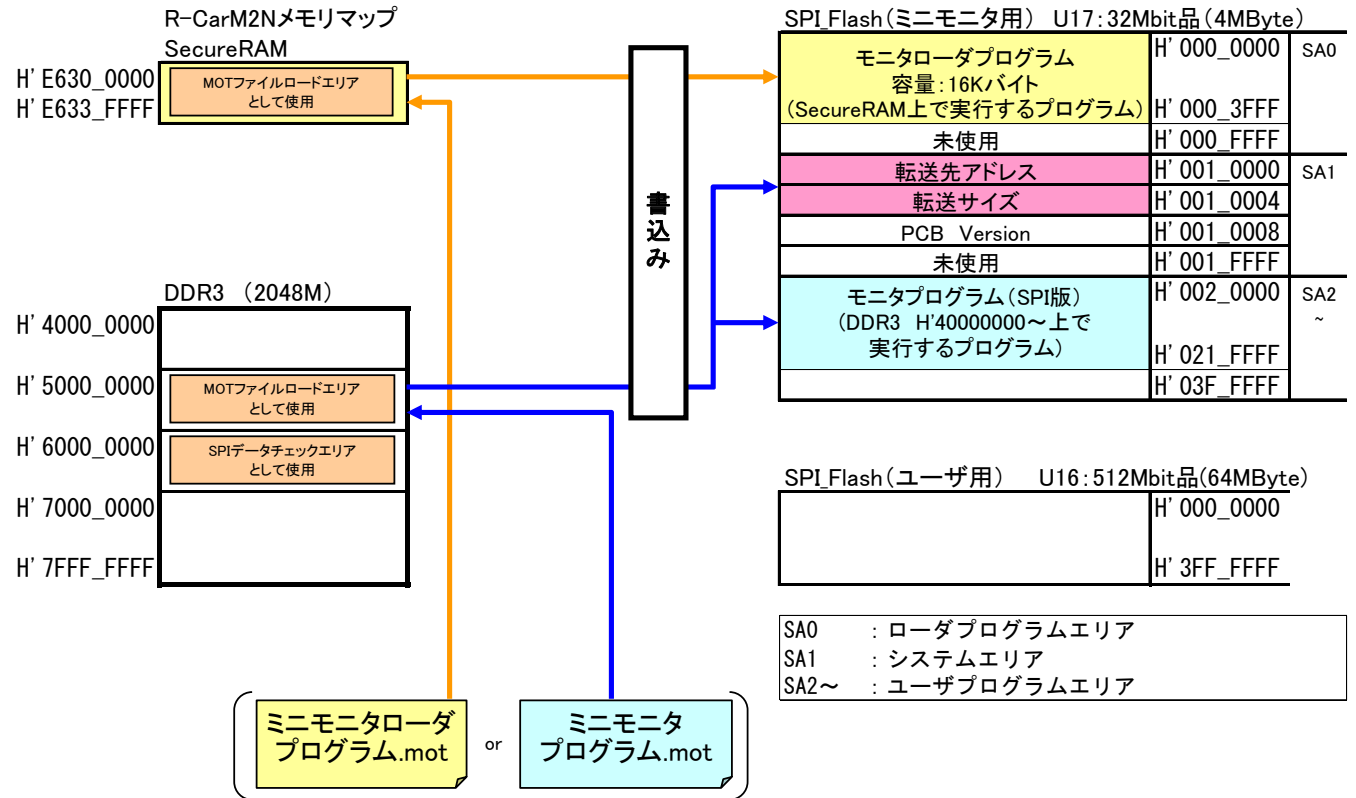 R-CarM2Nメモリマップ
SecureRAM
H' E630_0000
H' E633_FFFF
MOTファイルロードエリア
として使用
DDR3 (2048M)
H' 4000_0000
H' 5000_0000
MOTファイルロードエリア
として使用
H' 6000_0000
SPIデータチェックエリア
として使用
H' 7000_0000
H' 7FFF_FFFF
書込み
SPI_Flash(ミニモニタ用) U17:32Mbit品(4MByte)
モニタローダプログラム
容量:16Kバイト
(SecureRAM上で実行するプログラム)
H' 000_0000
SA0
H' 000_3FFF
未使用
H' 000_FFFF
転送先アドレス
H' 001_0000
SA1
転送サイズ
H' 001_0004
PCB Version
H' 001_0008
未使用
H' 001_FFFF
モニタプログラム(SPI版)
(DDR3 H'40000000~上で
実行するプログラム)
H' 002_0000
SA2
~
H' 021_FFFF
H' 03F_FFFF
SPI_Flash(ユーザ用) U16:512Mbit品(64MByte)
H' 000_0000
H' 3FF_FFFF
SA0 : ローダプログラムエリア
SA1 : システムエリア
SA2~ : ユーザプログラムエリア
ミニモニタローダ
プログラム.mot
or
ミニモニタ
プログラム.mot